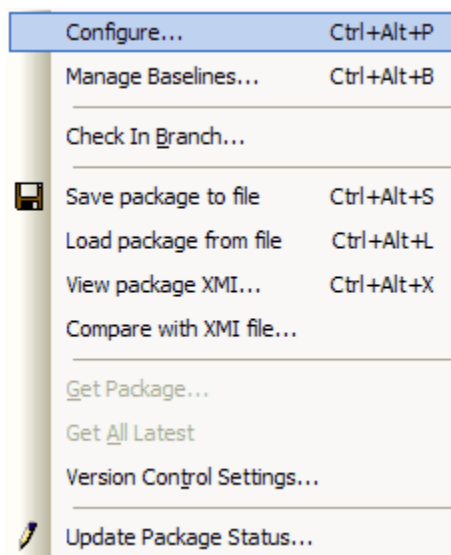 Configure... Ctrl+Alt+P
Manage Baselines... Ctrl+Alt+B
Check In Branch...
Save package to file Ctrl+Alt+S
Load package from file Ctrl+Alt+L
View package XMI... Ctrl+Alt+X
Compare with XMI file...
Get Package...
Get All Latest
Version Control Settings...
Update Package Status...